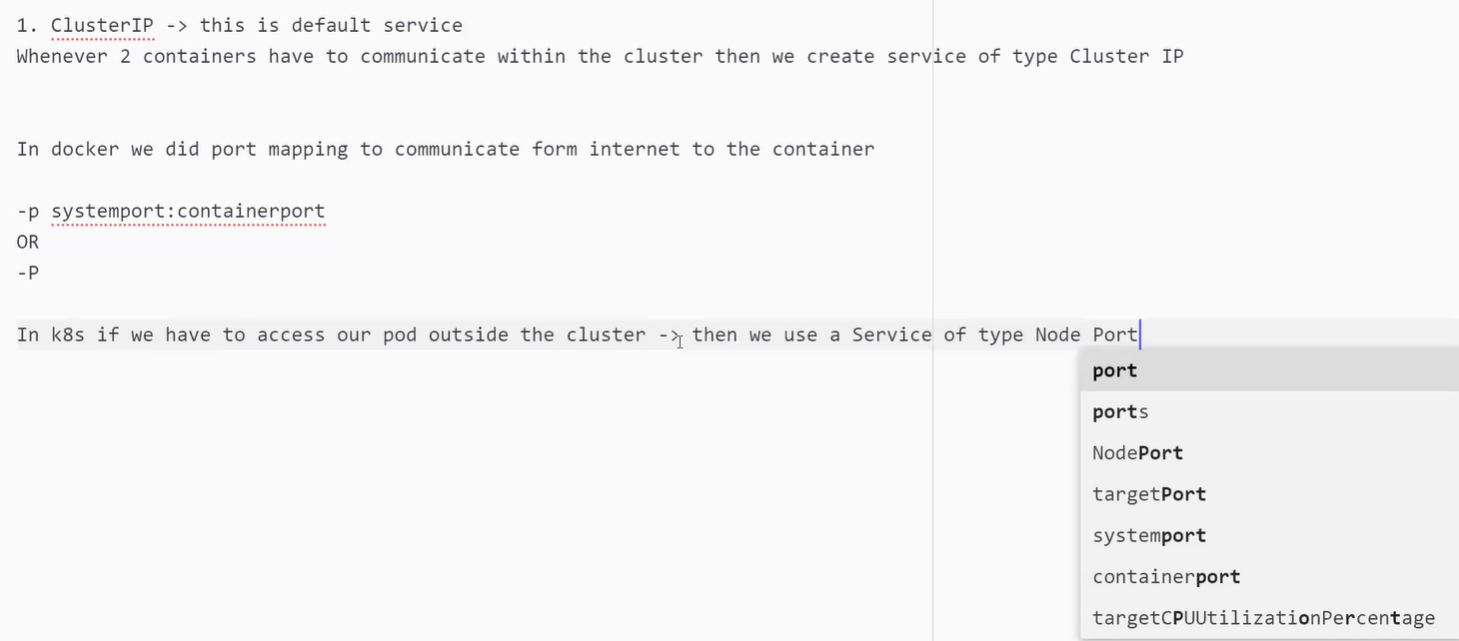 1. ClusterIP -> this is default service
Whenever 2 containers have to communicate within the cluster then we create service of type Cluster IP
In docker we did port mapping to communicate form internet to the container
-p systemport:containerport
OR
-P
In k8s if we have to access our pod outside the cluster -> then we use a Service of type Node Port
port
ports
NodePort
targetPort
systemport
containerport
targetCPUUtilizationPercentage